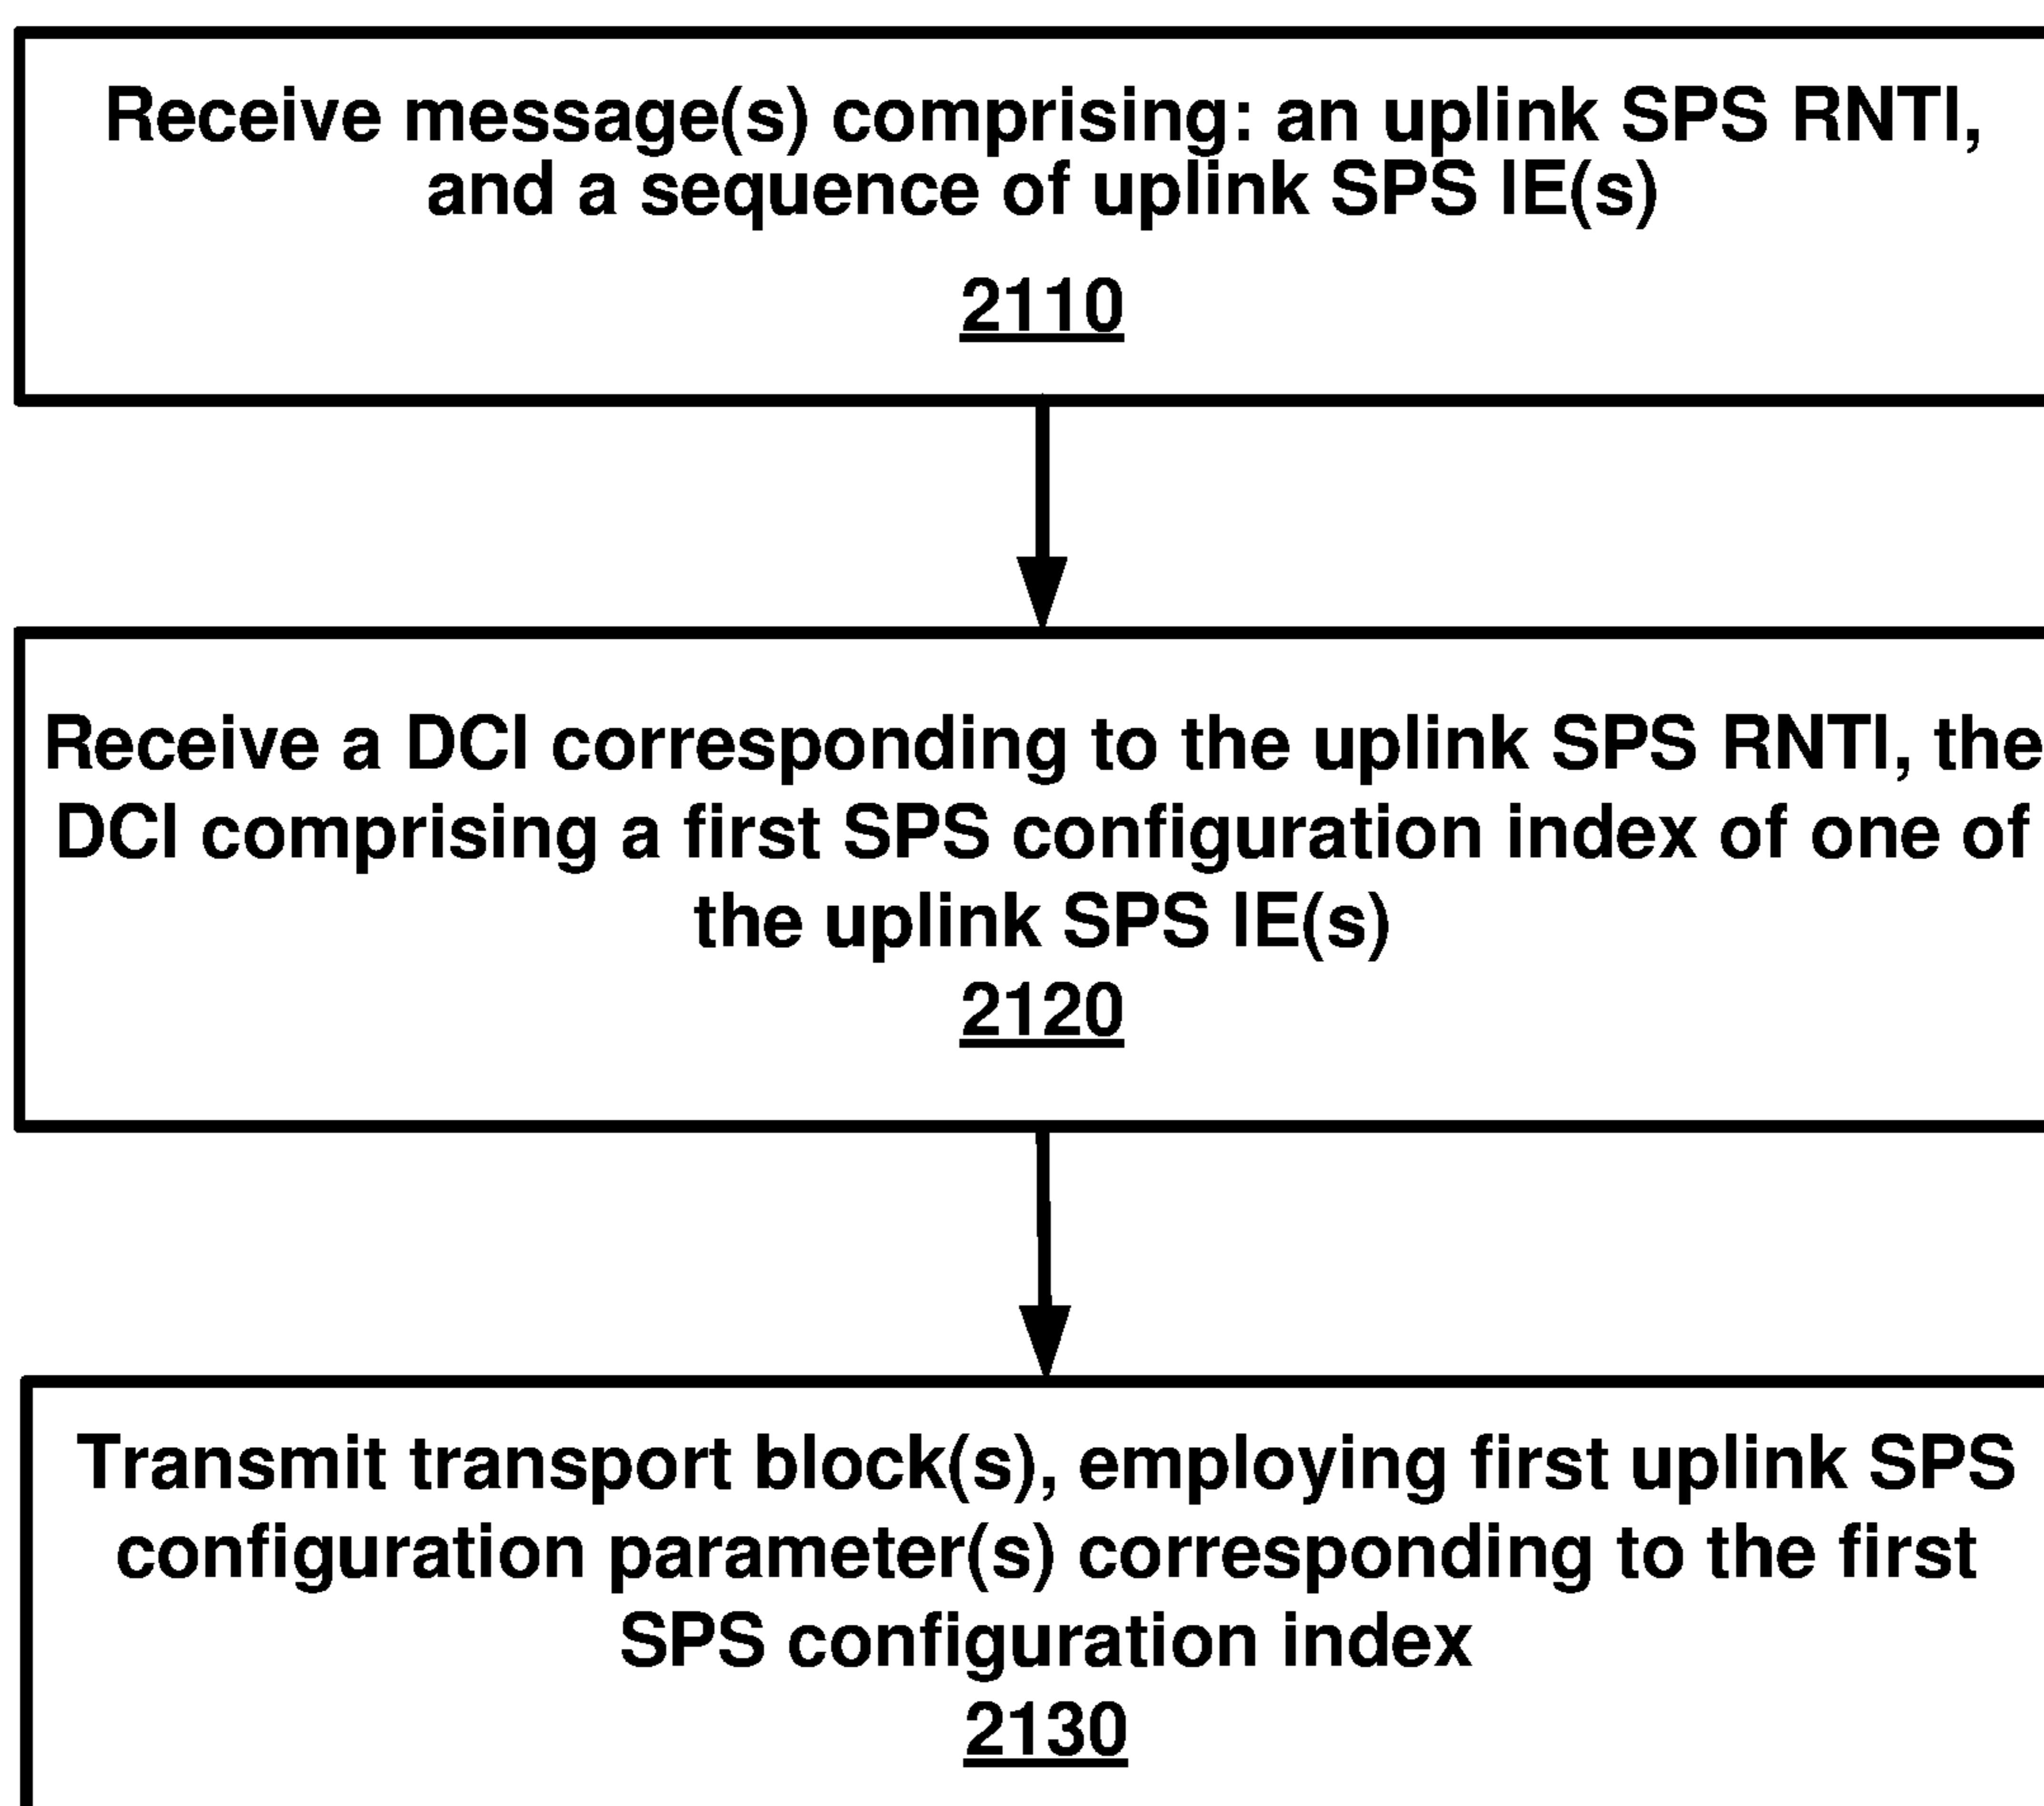 Receive message(s) comprising: an uplink SPS RNTI,
and a sequence of uplink SPS IE(s)
2110
Receive a DCI corresponding to the uplink SPS RNTI, the
DCI comprising a first SPS configuration index of one of
the uplink SPS IE(s)
2120
Transmit transport block(s), employing first uplink SPS
configuration parameter(s) corresponding to the first
SPS configuration index
2130